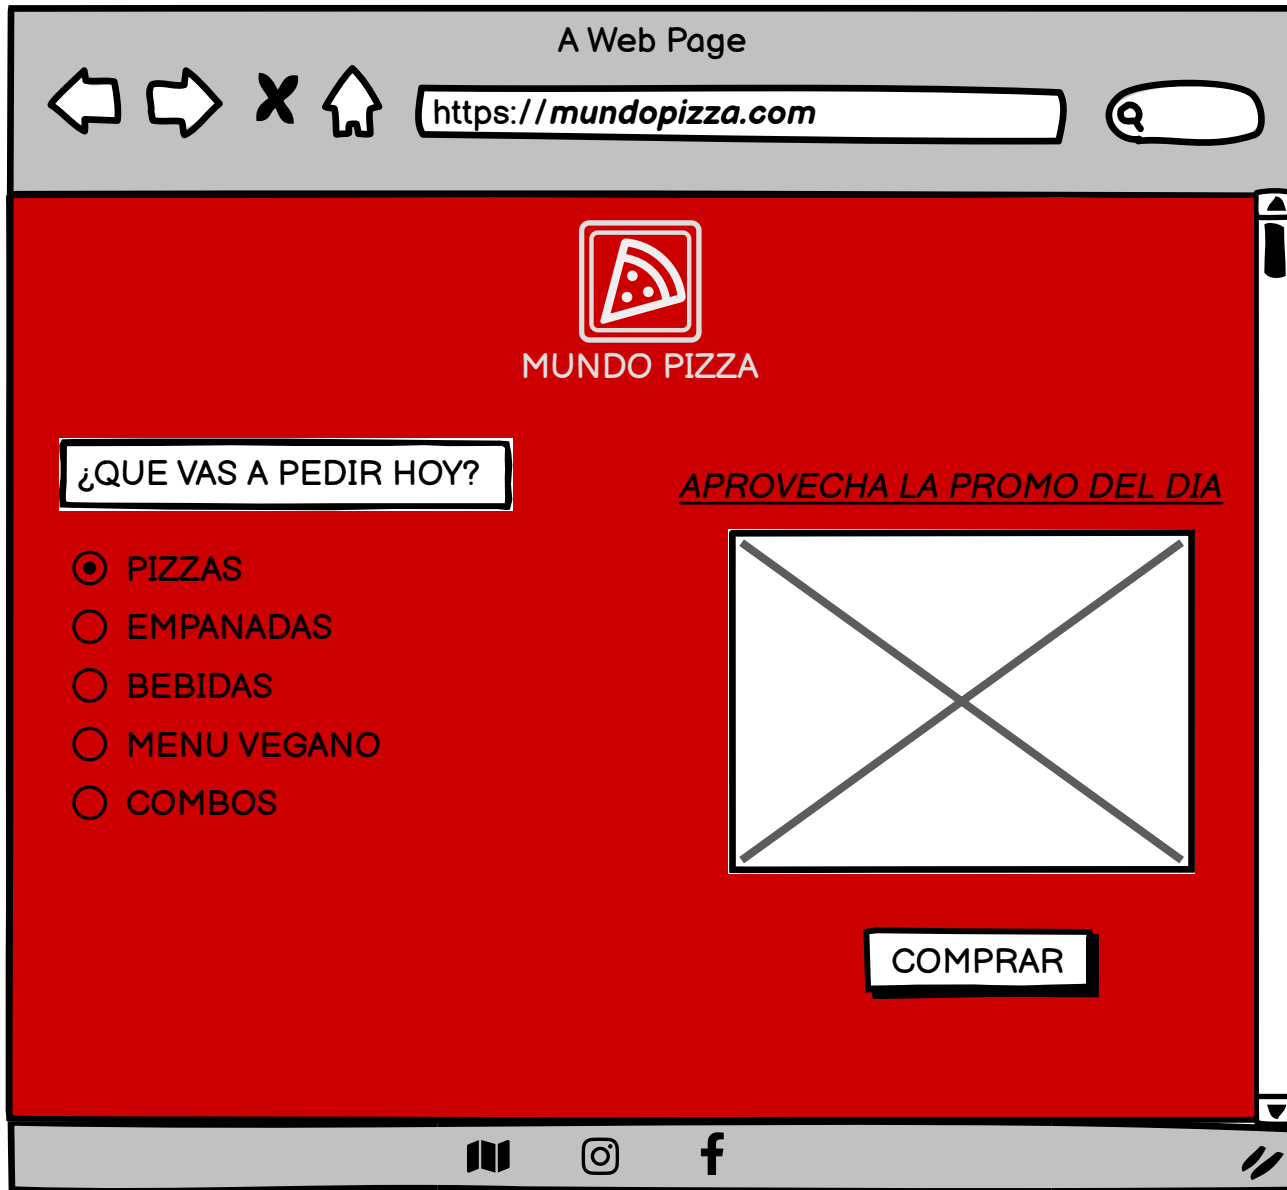 A Web Page
https://mundopizza.com
MUNDO PIZZA
¿QUE VAS A PEDIR HOY?
PIZZAS
EMPANADAS
BEBIDAS
MENU VEGANO
COMBOS
APROVECHA LA PROMO DEL DIA
COMPRAR